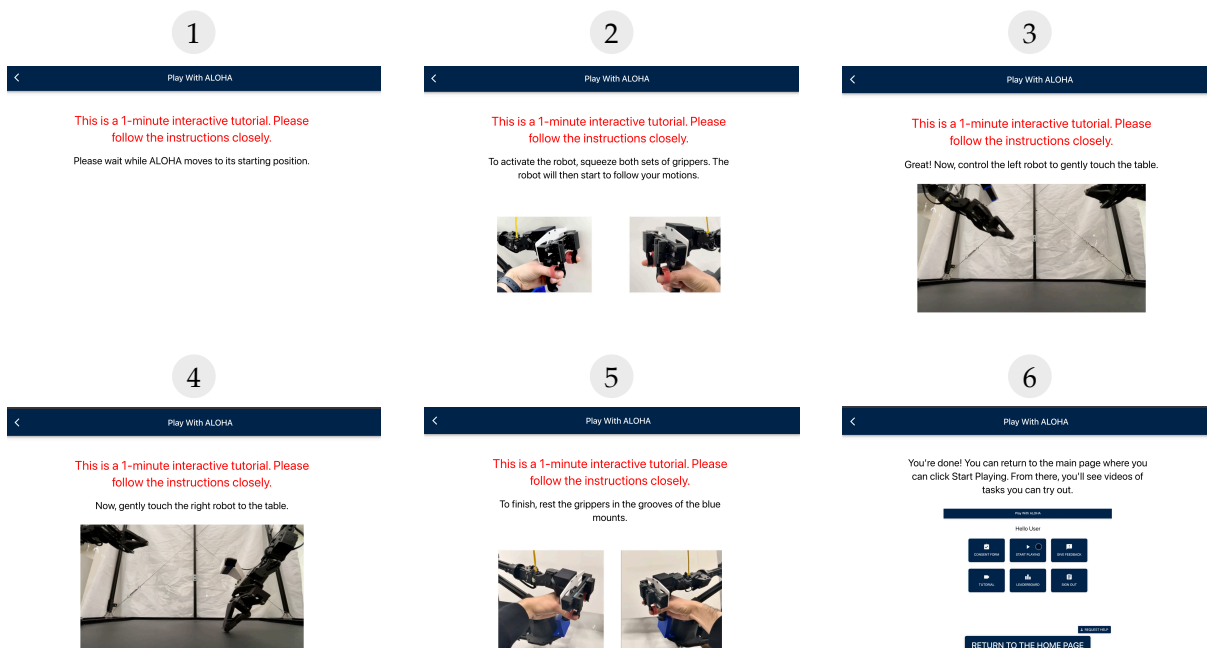 1
Play With ALOHA
This is a 1-minute interactive tutorial. Please
follow the instructions closely.
Please wait while ALOHA moves to its starting position.
2
Play With ALOHA
This is a 1-minute interactive tutorial. Please
follow the instructions closely.
To activate the robot, squeeze both sets of grippers. The
robot will then start to follow your motions.
3
Play With ALOHA
This is a 1-minute interactive tutorial. Please
follow the instructions closely.
Great! Now, control the left robot to gently touch the table.
4
Play With ALOHA
This is a 1-minute interactive tutorial. Please
follow the instructions closely.
Now, gently touch the right robot to the table.
5
Play With ALOHA
This is a 1-minute interactive tutorial. Please
follow the instructions closely.
To finish, rest the grippers in the grooves of the blue
mounts.
6
Play With ALOHA
You're done! You can return to the main page where you
can click Start Playing. From there, you'll see videos of
tasks you can try out.
Play With ALOHA
Hello User
CONSENT FORM
START PLAYING
GIVE FEEDBACK
TUTORIAL
LEADERBOARD
SIGN OUT
REQUEST HELP
RETURN TO THE HOME PAGE